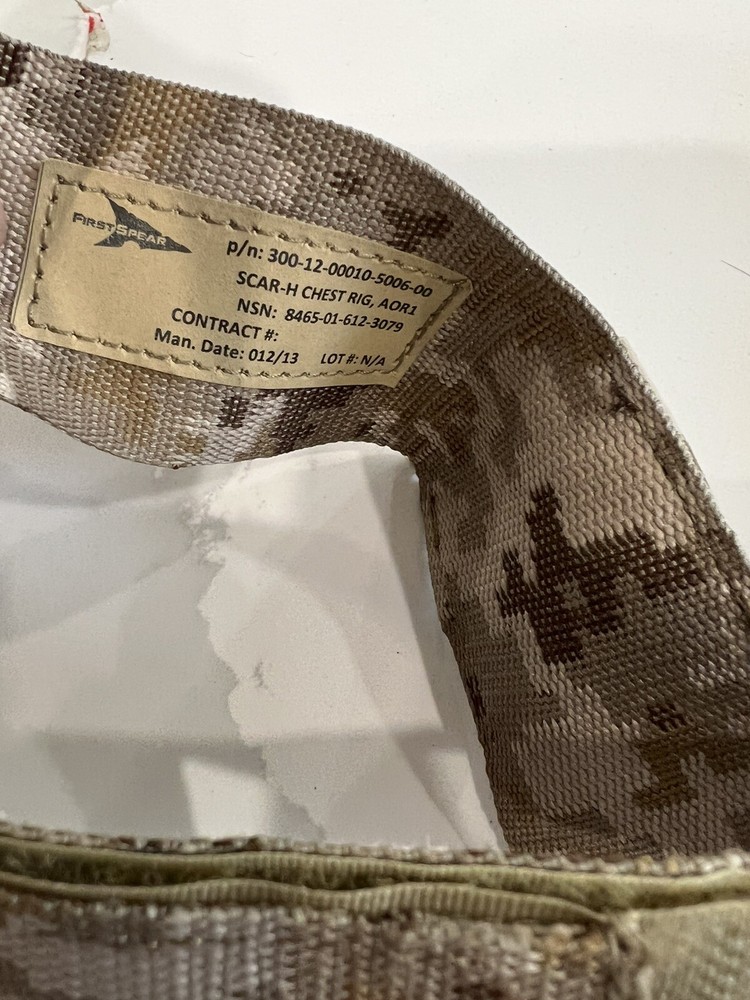 FIRSTSPEAR
p/n: 300-12-00010-5006-00
SCAR-H CHEST RIG, AOR1
NSN: 8465-01-612-3079
CONTRACT #:
Man. Date: 012/13 LOT #: N/A